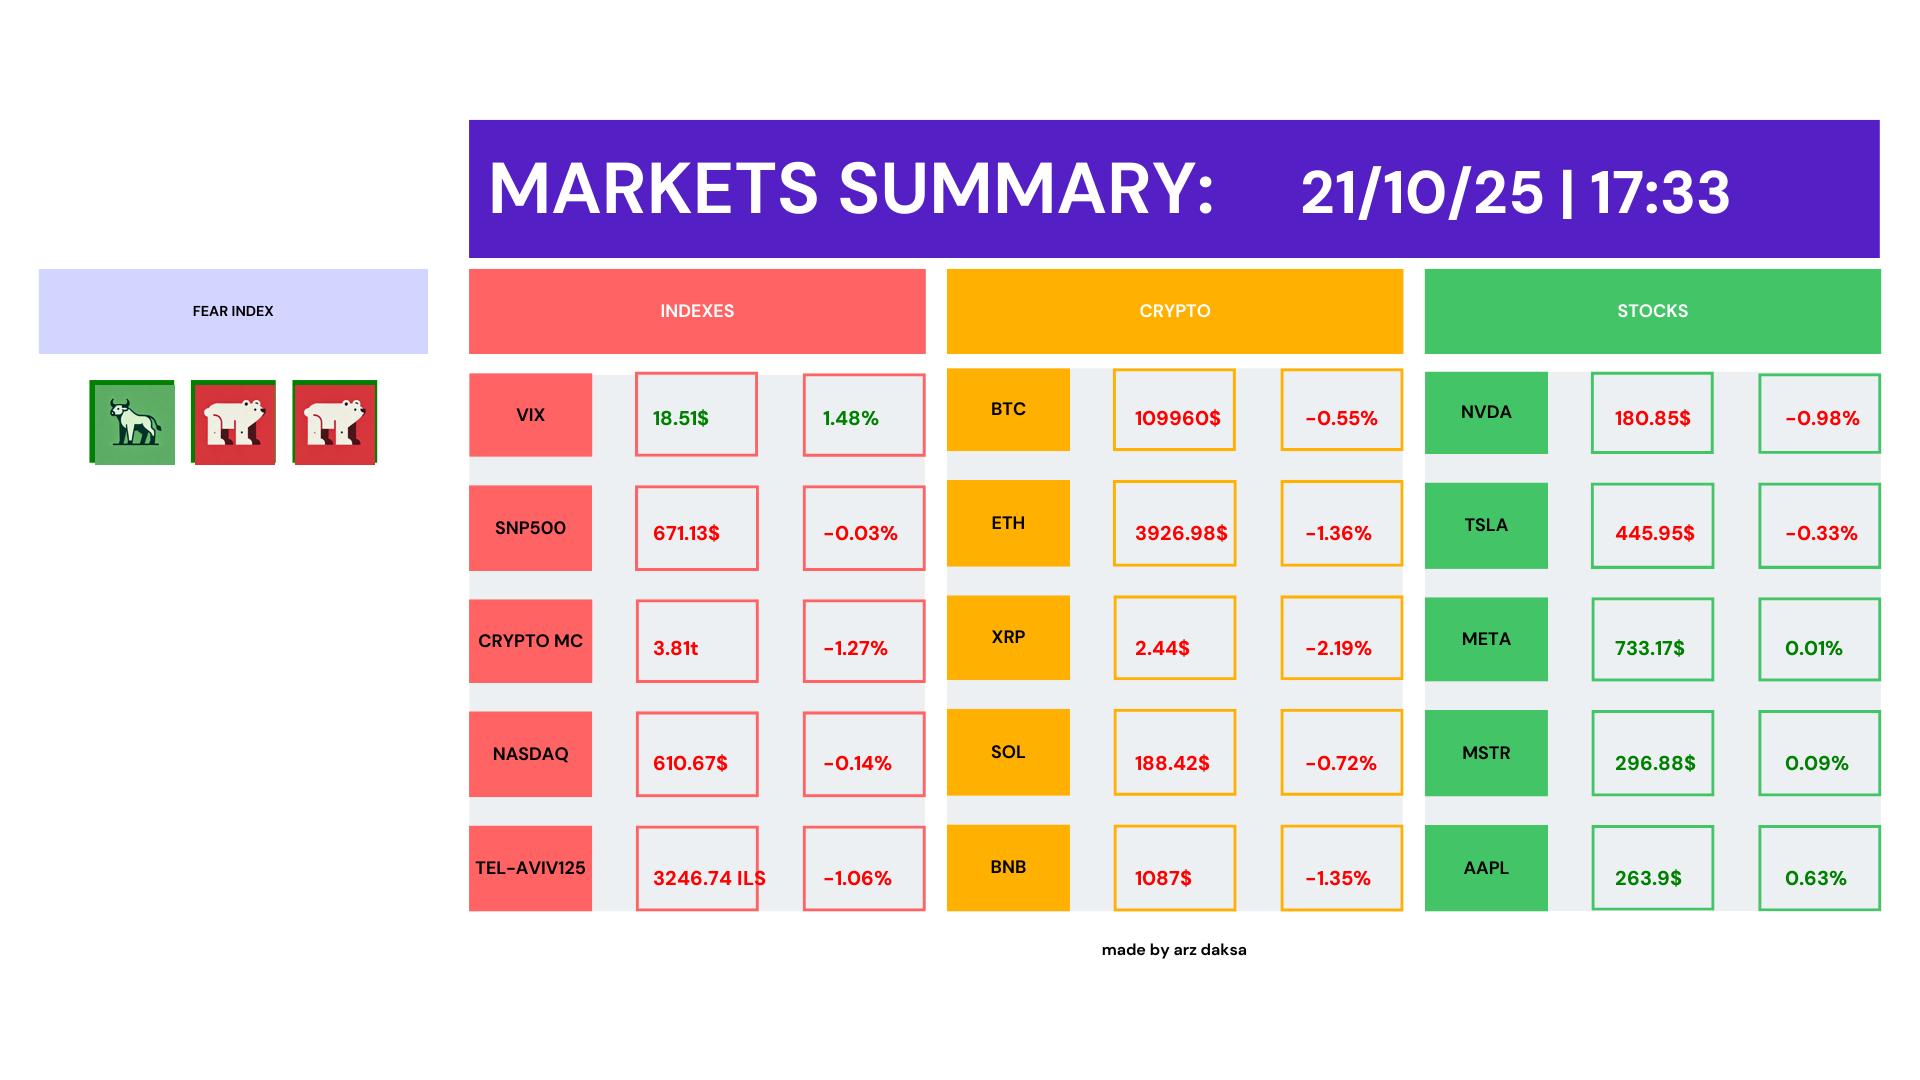 MARKETS SUMMARY: 21/10/25 | 17:33
FEAR INDEX
INDEXES
VIX 18.51$ 1.48%
SNP500 671.13$ -0.03%
CRYPTO MC 3.81t -1.27%
NASDAQ 610.67$ -0.14%
TEL-AVIV125 3246.74 ILS -1.06%
CRYPTO
BTC 109960$ -0.55%
ETH 3926.98$ -1.36%
XRP 2.44$ -2.19%
SOL 188.42$ -0.72%
BNB 1087$ -1.35%
STOCKS
NVDA 180.85$ -0.98%
TSLA 445.95$ -0.33%
META 733.17$ 0.01%
MSTR 296.88$ 0.09%
AAPL 263.9$ 0.63%
made by arz daksa